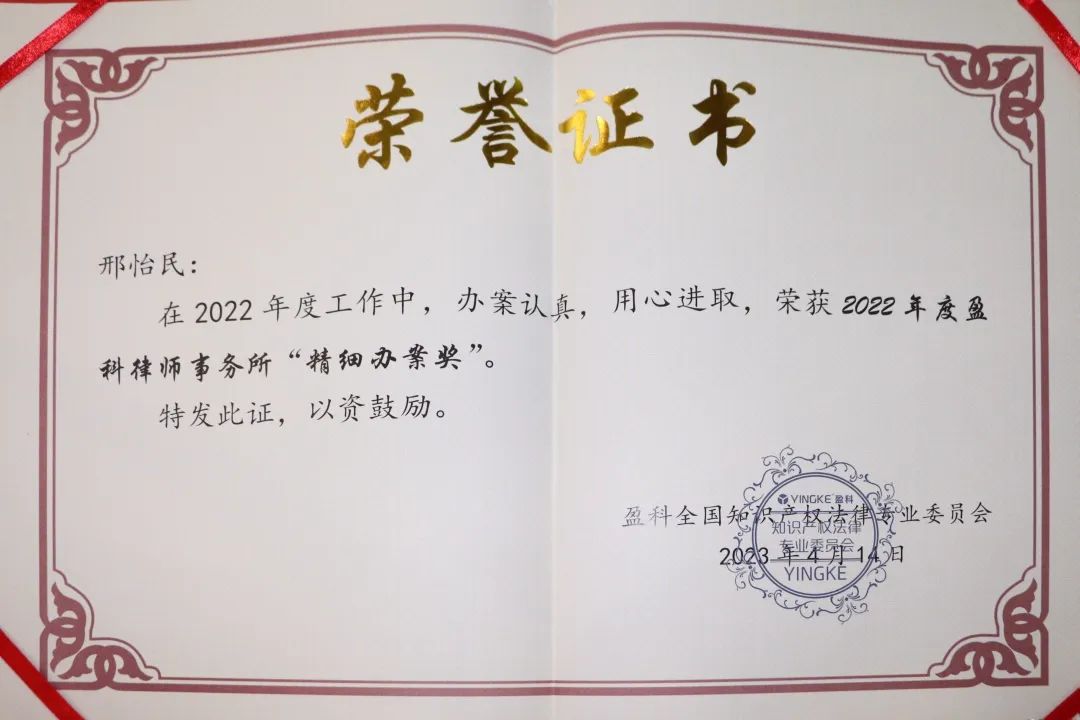 荣誉证书
邢怡民：
在2022年度工作中，办案认真，用心进取，荣获2022年度盈
科律师事务所“精细办案奖”。
特发此证，以资鼓励。
盈科全国知识产权法律专业委员会
2023年4月14日
YINGKE 盈科
知识产权法律
专业委员会
YINGKE